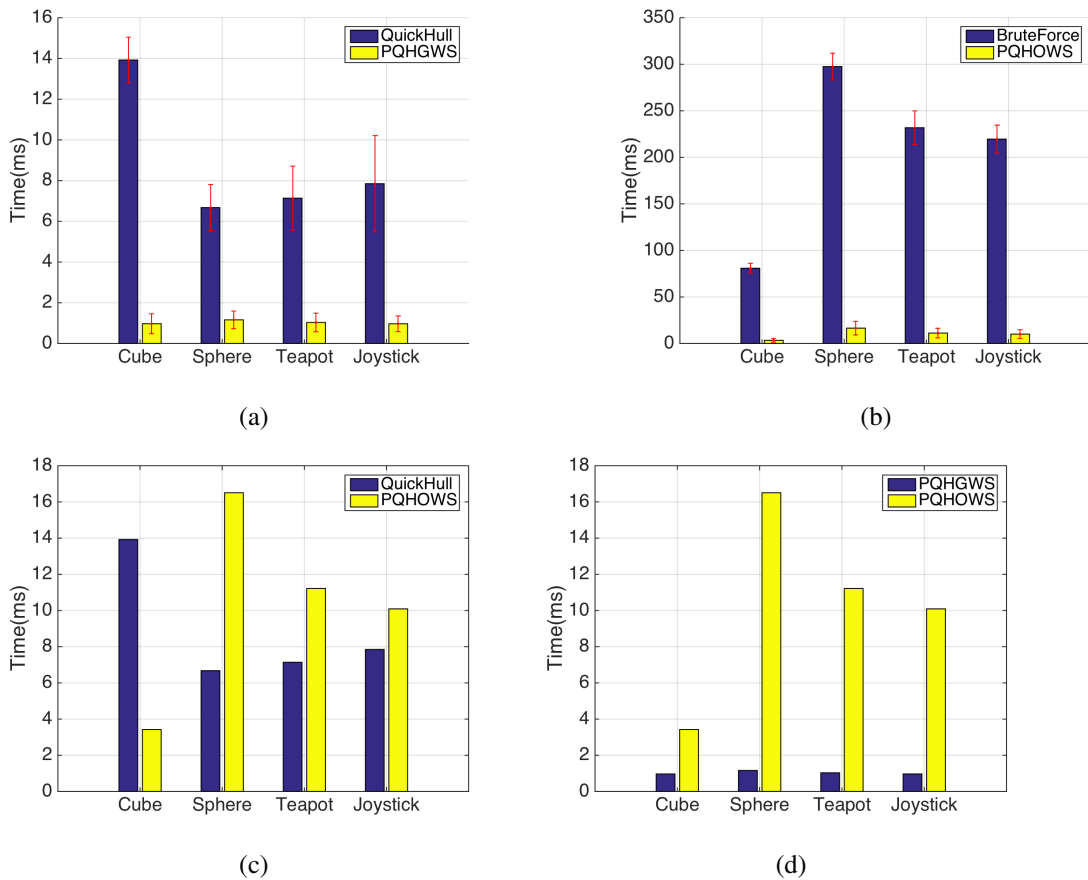 16
14
12
10
8
6
4
2
0
Time(ms)
QuickHull
PQHGWS
Cube Sphere Teapot Joystick
(a)
350
300
250
200
150
100
50
0
Time(ms)
BruteForce
PQHOWS
Cube Sphere Teapot Joystick
(b)
18
16
14
12
10
8
6
4
2
0
Time(ms)
QuickHull
PQHOWS
Cube Sphere Teapot Joystick
(c)
18
16
14
12
10
8
6
4
2
0
Time(ms)
PQHGWS
PQHOWS
Cube Sphere Teapot Joystick
(d)